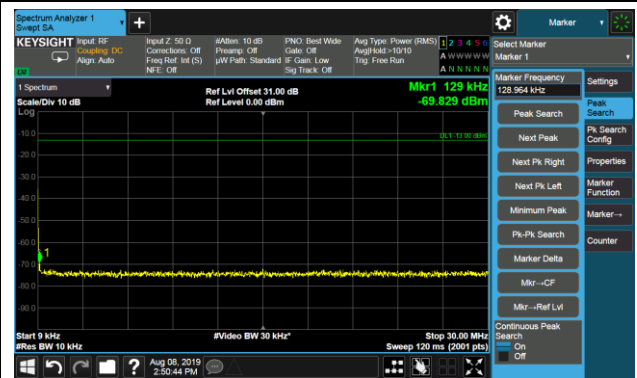 Spectrum Analyzer 1
Swept SA
+
Marker
KEYSIGHT
Input: RF
Coupling: DC
Align: Auto
Input Z: 50 Ω
Corrections: Off
Freq Ref: Int (S)
NFE: Off
#Atten: 10 dB
Preamp: Off
µW Path: Standard
PNO: Best Wide
Gate: Off
IF Gain: Low
Sig Track: Off
Avg Type: Power (RMS)
Avg|Hold:>10/10
Trig: Free Run
1 2 3 4 5 6
A W W W W W
A N N N N N
LXI
Select Marker
Marker 1
1 Spectrum
Scale/Div 10 dB
Ref Lvl Offset 31.00 dB
Ref Level 0.00 dBm
Mkr1 129 kHz
-69.829 dBm
Log
-10.0
-20.0
-30.0
-40.0
-50.0
-60.0
-70.0
-80.0
-90.0
DL1 -13.00 dBm
1
Start 9 kHz
#Res BW 10 kHz
#Video BW 30 kHz*
Stop 30.00 MHz
Sweep 120 ms (2001 pts)
Marker Frequency
128.964 kHz
Peak Search
Next Peak
Next Pk Right
Next Pk Left
Minimum Peak
Pk-Pk Search
Marker Delta
Mkr→CF
Mkr→Ref Lvl
Continuous Peak
Search
On
Off
Settings
Peak
Search
Pk Search
Config
Properties
Marker
Function
Marker→
Counter
?
Aug 08, 2019
2:50:44 PM